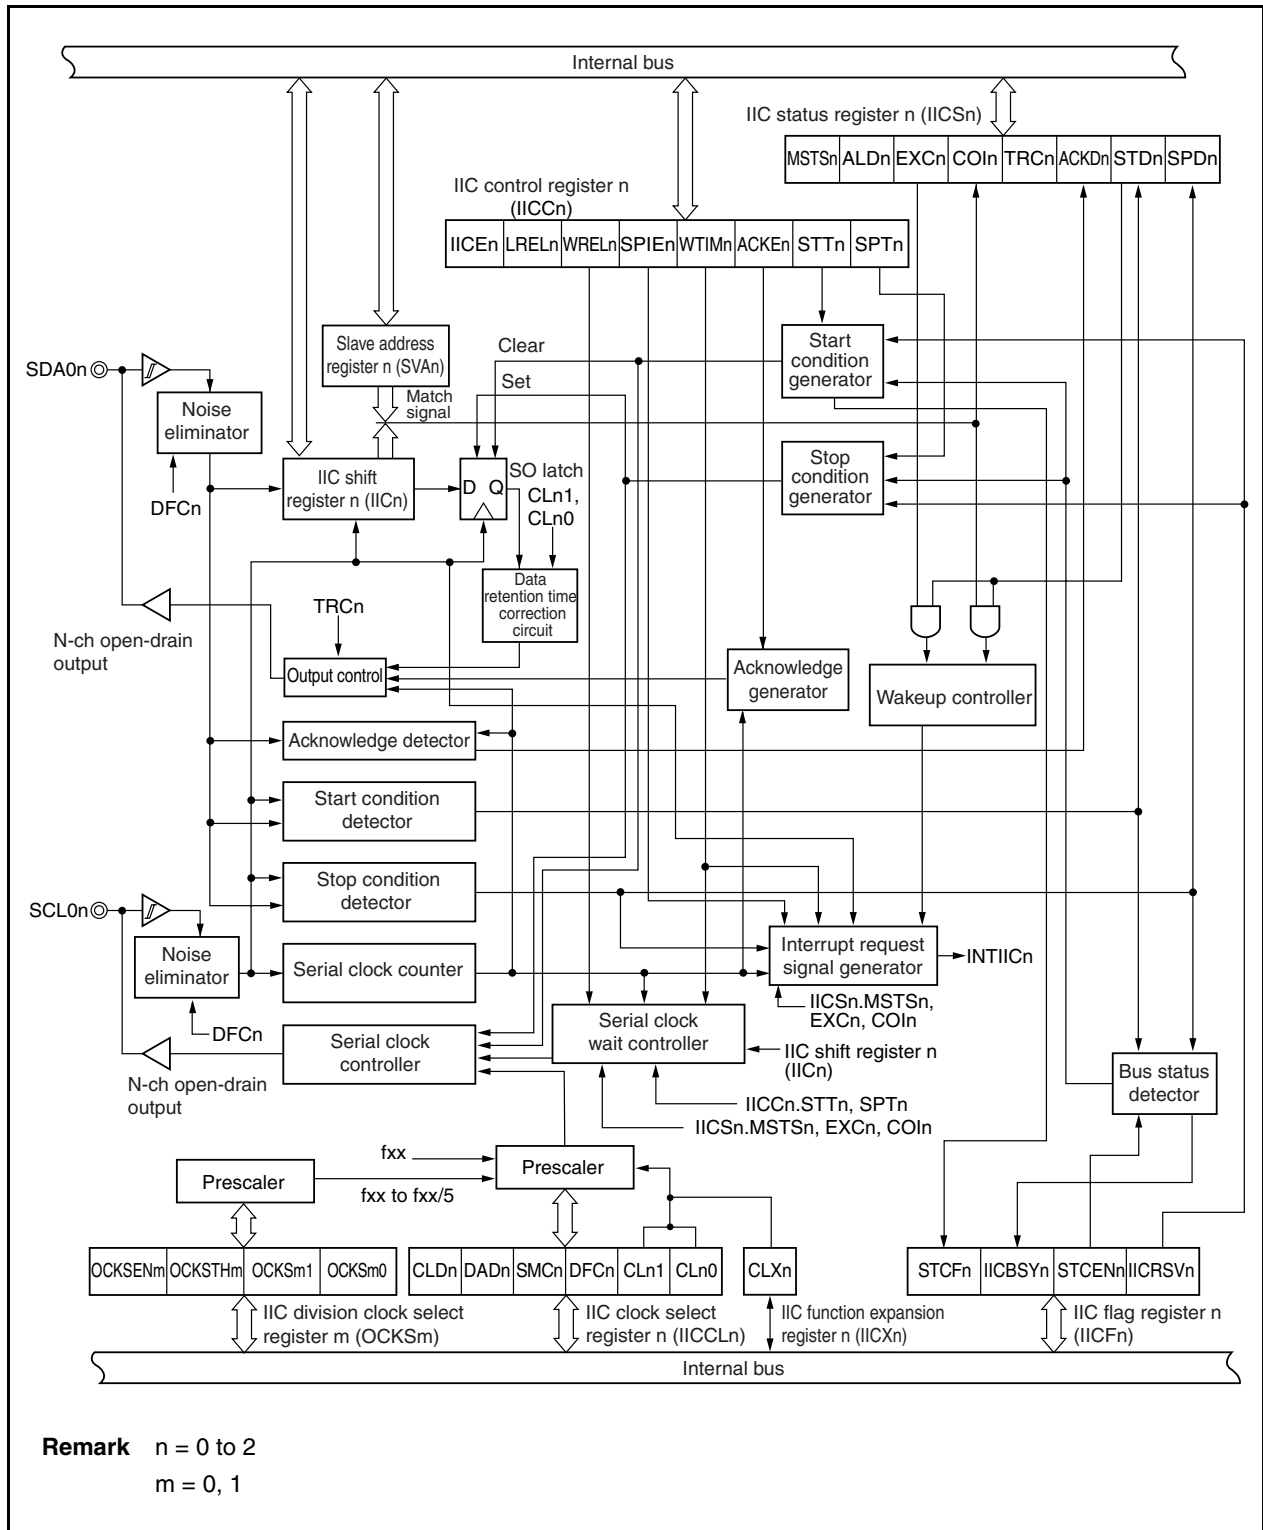 Internal bus
IIC status register n (IICSn)
MSTSn ALDn EXCn COIn TRCn ACKDn STDn SPDn
IIC control register n
(IICCn)
IICEn LRELn WRELn SPIEn WTIMn ACKEn STTn SPTn
Slave address
register n (SVAn)
Clear
Start
condition
generator
SDA0n
Set
Match
signal
Noise
eliminator
Stop
condition
generator
IIC shift
register n (IICn)
D Q
SO latch
CLn1,
CLn0
DFCn
Data
retention time
correction
circuit
TRCn
N-ch open-drain
output
Output control
Acknowledge
generator
Wakeup controller
Acknowledge detector
Start condition
detector
Stop condition
detector
SCL0n
Noise
eliminator
Serial clock counter
Interrupt request
signal generator
INTIICn
IICSn.MSTSn,
EXCn, COIn
DFCn
Serial clock
controller
Serial clock
wait controller
IIC shift register n
(IICn)
Bus status
detector
N-ch open-drain
output
IICCn.STTn, SPTn
IICSn.MSTSn, EXCn, COIn
fxx
Prescaler
Prescaler
fxx to fxx/5
OCKSENm OCKSTHm OCKSm1 OCKSm0
CLDn DADn SMCn DFCn CLn1 CLn0
CLXn
STCFn IICBSYn STCENn IICRSVn
IIC division clock select
register m (OCKSm)
IIC clock select
register n (IICCLn)
IIC function expansion
register n (IICXn)
IIC flag register n
(IICFn)
Internal bus
Remark n = 0 to 2
m = 0, 1